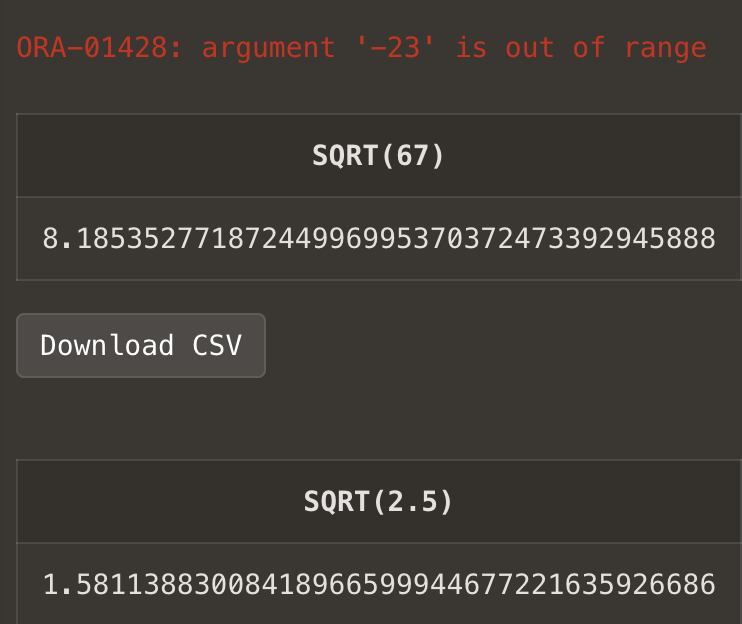 ORA-01428: argument '-23' is out of range
SQRT(67)
8.18535277187244996995370372473392945888
Download CSV
SQRT(2.5)
1.58113883008418966599944677221635926686